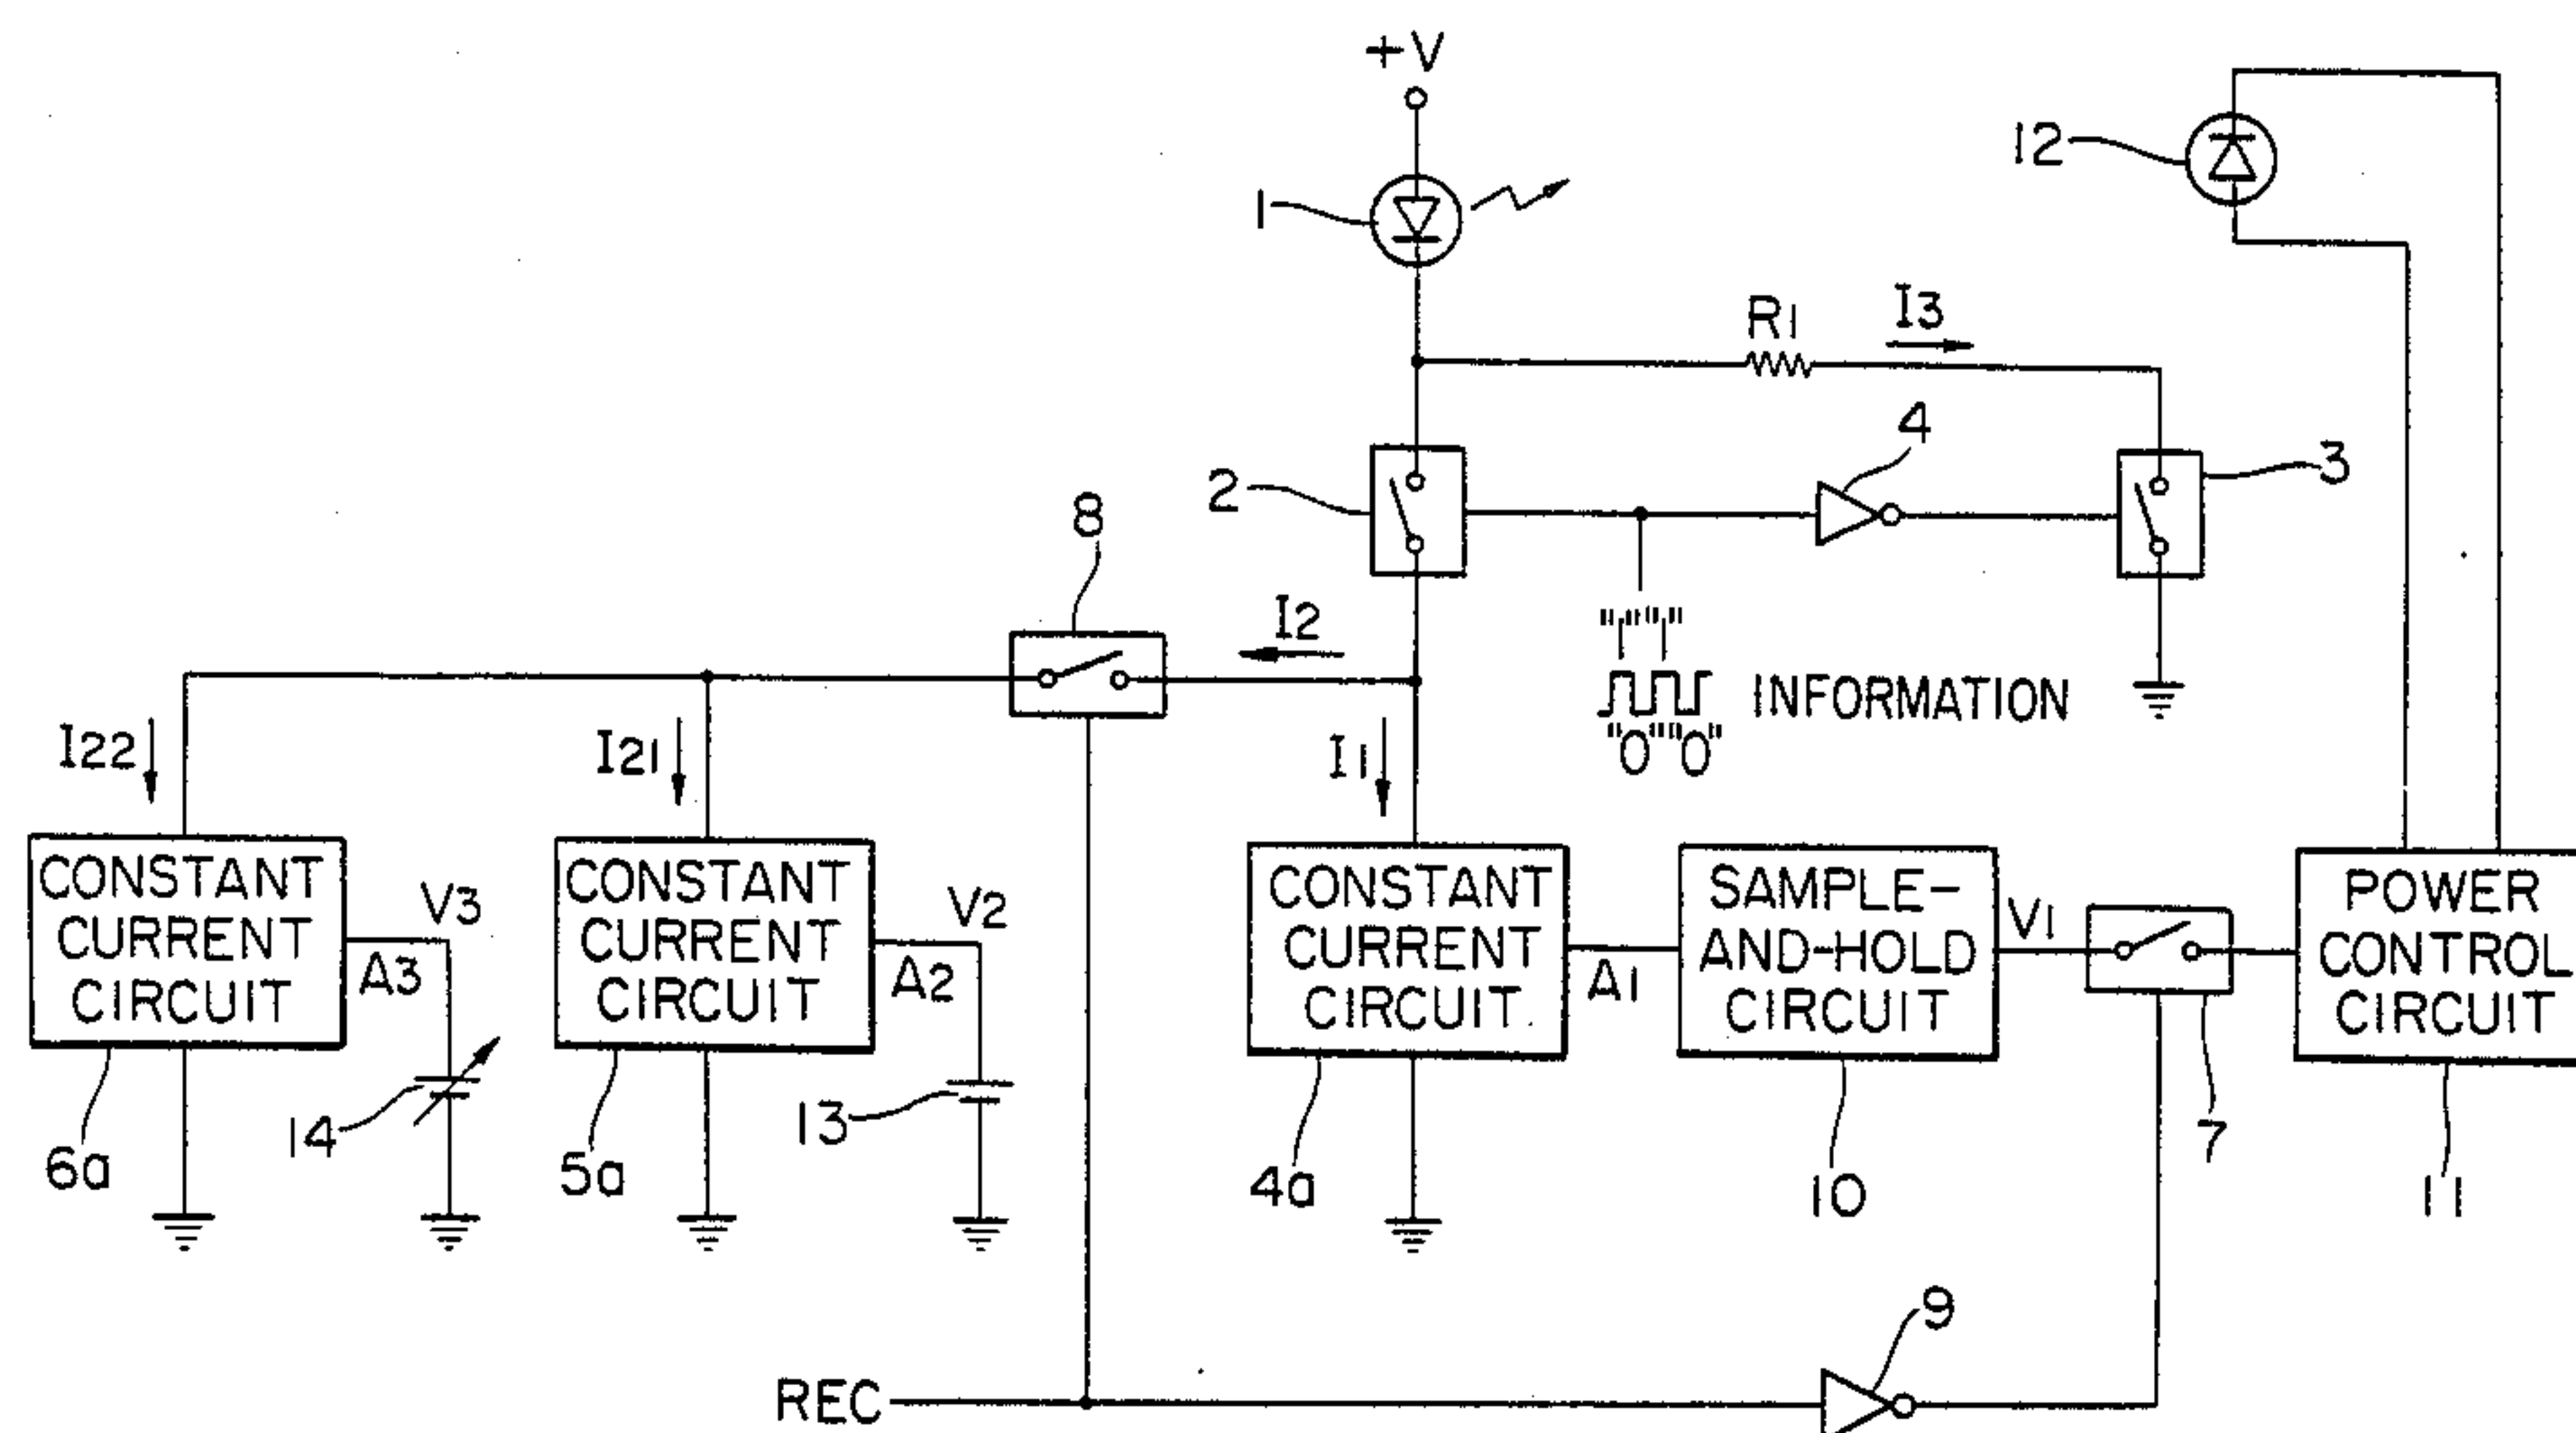 +V
12
1
R1
I3
4
2
3
8
I2
"1" "1"
INFORMATION
"0" "0"
I22
I21
I1
CONSTANT
CURRENT
CIRCUIT
V3
A3
CONSTANT
CURRENT
CIRCUIT
V2
A2
CONSTANT
CURRENT
CIRCUIT
A1
SAMPLE-
AND-HOLD
CIRCUIT
V1
POWER
CONTROL
CIRCUIT
14
13
7
6a
5a
4a
10
11
9
REC